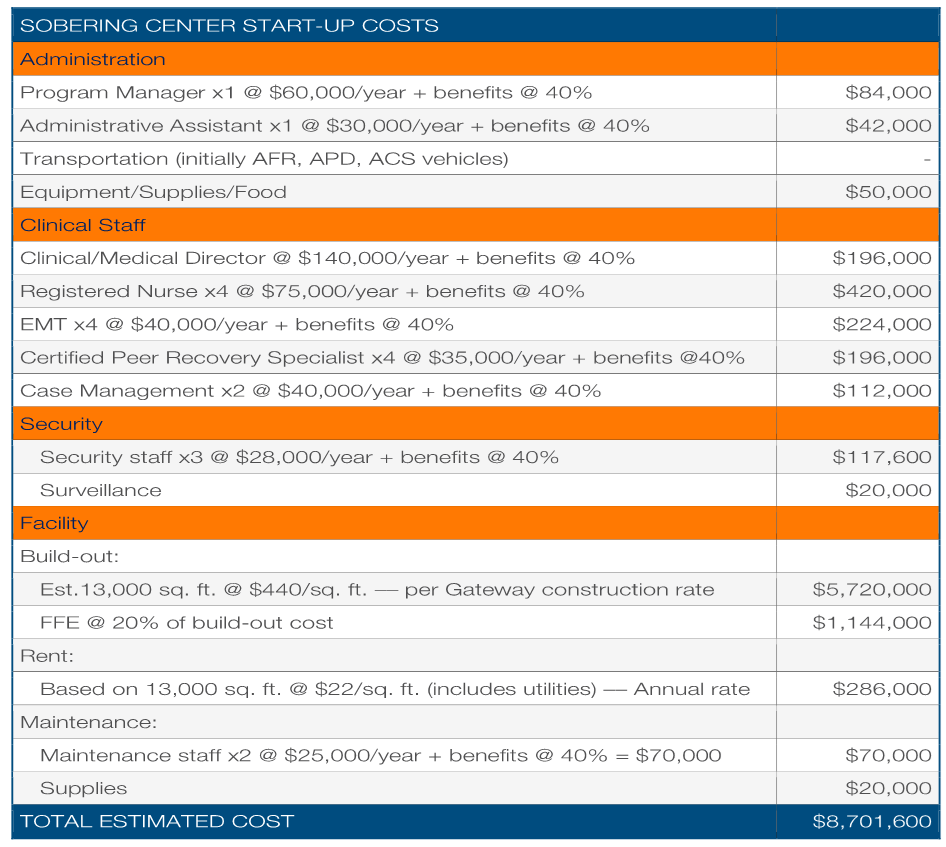 SOBERING CENTER START-UP COSTS
Administration
Program Manager x1 @ $60,000/year + benefits @ 40% $84,000
Administrative Assistant x1 @ $30,000/year + benefits @ 40% $42,000
Transportation (initially AFR, APD, ACS vehicles) -
Equipment/Supplies/Food $50,000
Clinical Staff
Clinical/Medical Director @ $140,000/year + benefits @ 40% $196,000
Registered Nurse x4 @ $75,000/year + benefits @ 40% $420,000
EMT x4 @ $40,000/year + benefits @ 40% $224,000
Certified Peer Recovery Specialist x4 @ $35,000/year + benefits @40% $196,000
Case Management x2 @ $40,000/year + benefits @ 40% $112,000
Security
Security staff x3 @ $28,000/year + benefits @ 40% $117,600
Surveillance $20,000
Facility
Build-out:
Est.13,000 sq. ft. @ $440/sq. ft. — per Gateway construction rate $5,720,000
FFE @ 20% of build-out cost $1,144,000
Rent:
Based on 13,000 sq. ft. @ $22/sq. ft. (includes utilities) — Annual rate $286,000
Maintenance:
Maintenance staff x2 @ $25,000/year + benefits @ 40% = $70,000 $70,000
Supplies $20,000
TOTAL ESTIMATED COST $8,701,600